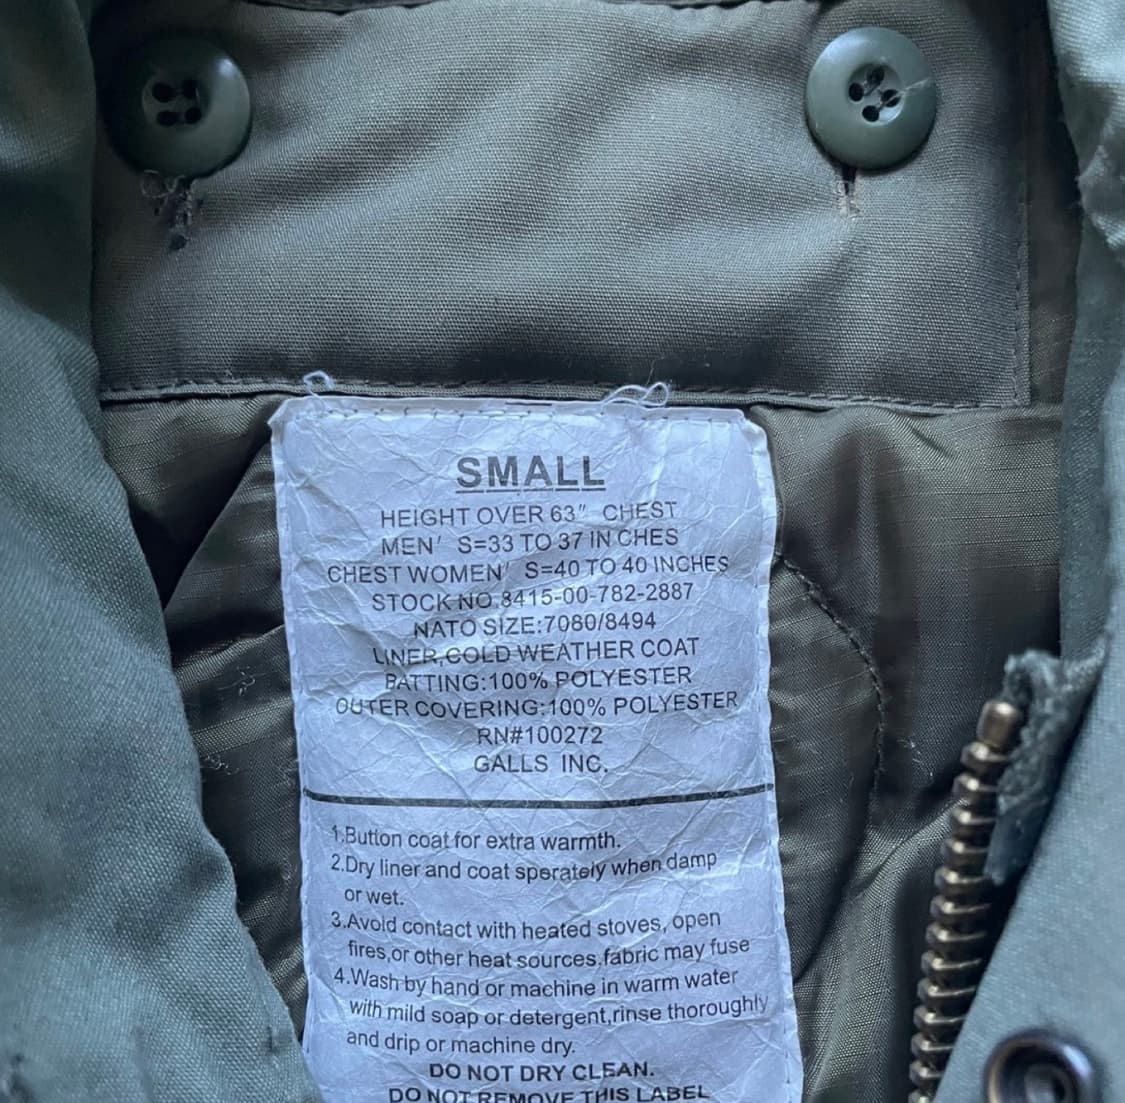 SMALL
HEIGHT OVER 63" CHEST
MEN' S=33 TO 37 IN CHES
CHEST WOMEN' S=40 TO 40 INCHES
STOCK NO.8415-00-782-2887
NATO SIZE:7080/8494
LINER,COLD WEATHER COAT
BATTING:100% POLYESTER
OUTER COVERING:100% POLYESTER
RN#100272
GALLS INC.
1.Button coat for extra warmth.
2.Dry liner and coat sperately when damp
or wet.
3.Avoid contact with heated stoves, open
fires,or other heat sources.fabric may fuse
4.Wash by hand or machine in warm water
with mild soap or detergent,rinse thoroughly
and drip or machine dry.
DO NOT DRY CLEAN.
DO NOT REMOVE THIS LABEL